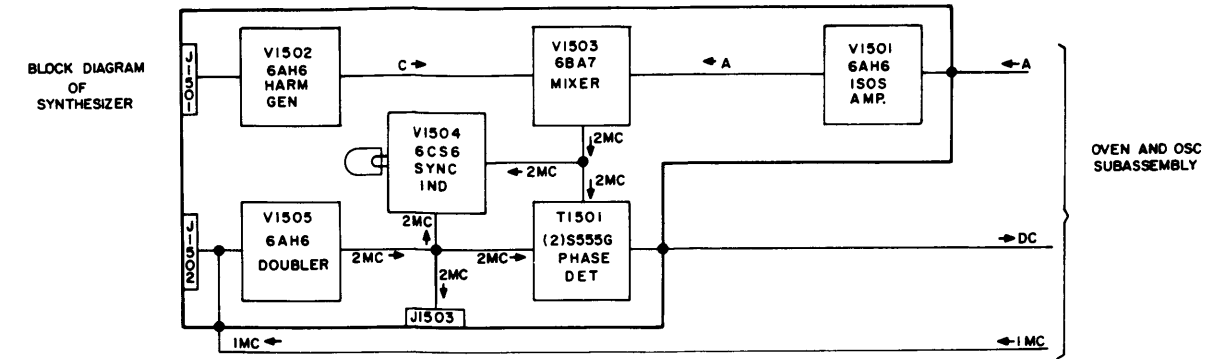 BLOCK DIAGRAM
OF
SYNTHESIZER
J1501
V1502
6AH6
HARM
GEN
C→
V1503
6BA7
MIXER
←A
V1501
6AH6
ISOS
AMP.
←A
↓2MC
V1504
6CS6
SYNC
IND
←2MC
↓2MC
OVEN AND OSC
SUBASSEMBLY
J1502
V1505
6AH6
DOUBLER
2MC→
2MC↑
2MC→
2MC
↓
T1501
(2)S555G
PHASE
DET
→DC
J1503
1MC←
←1MC